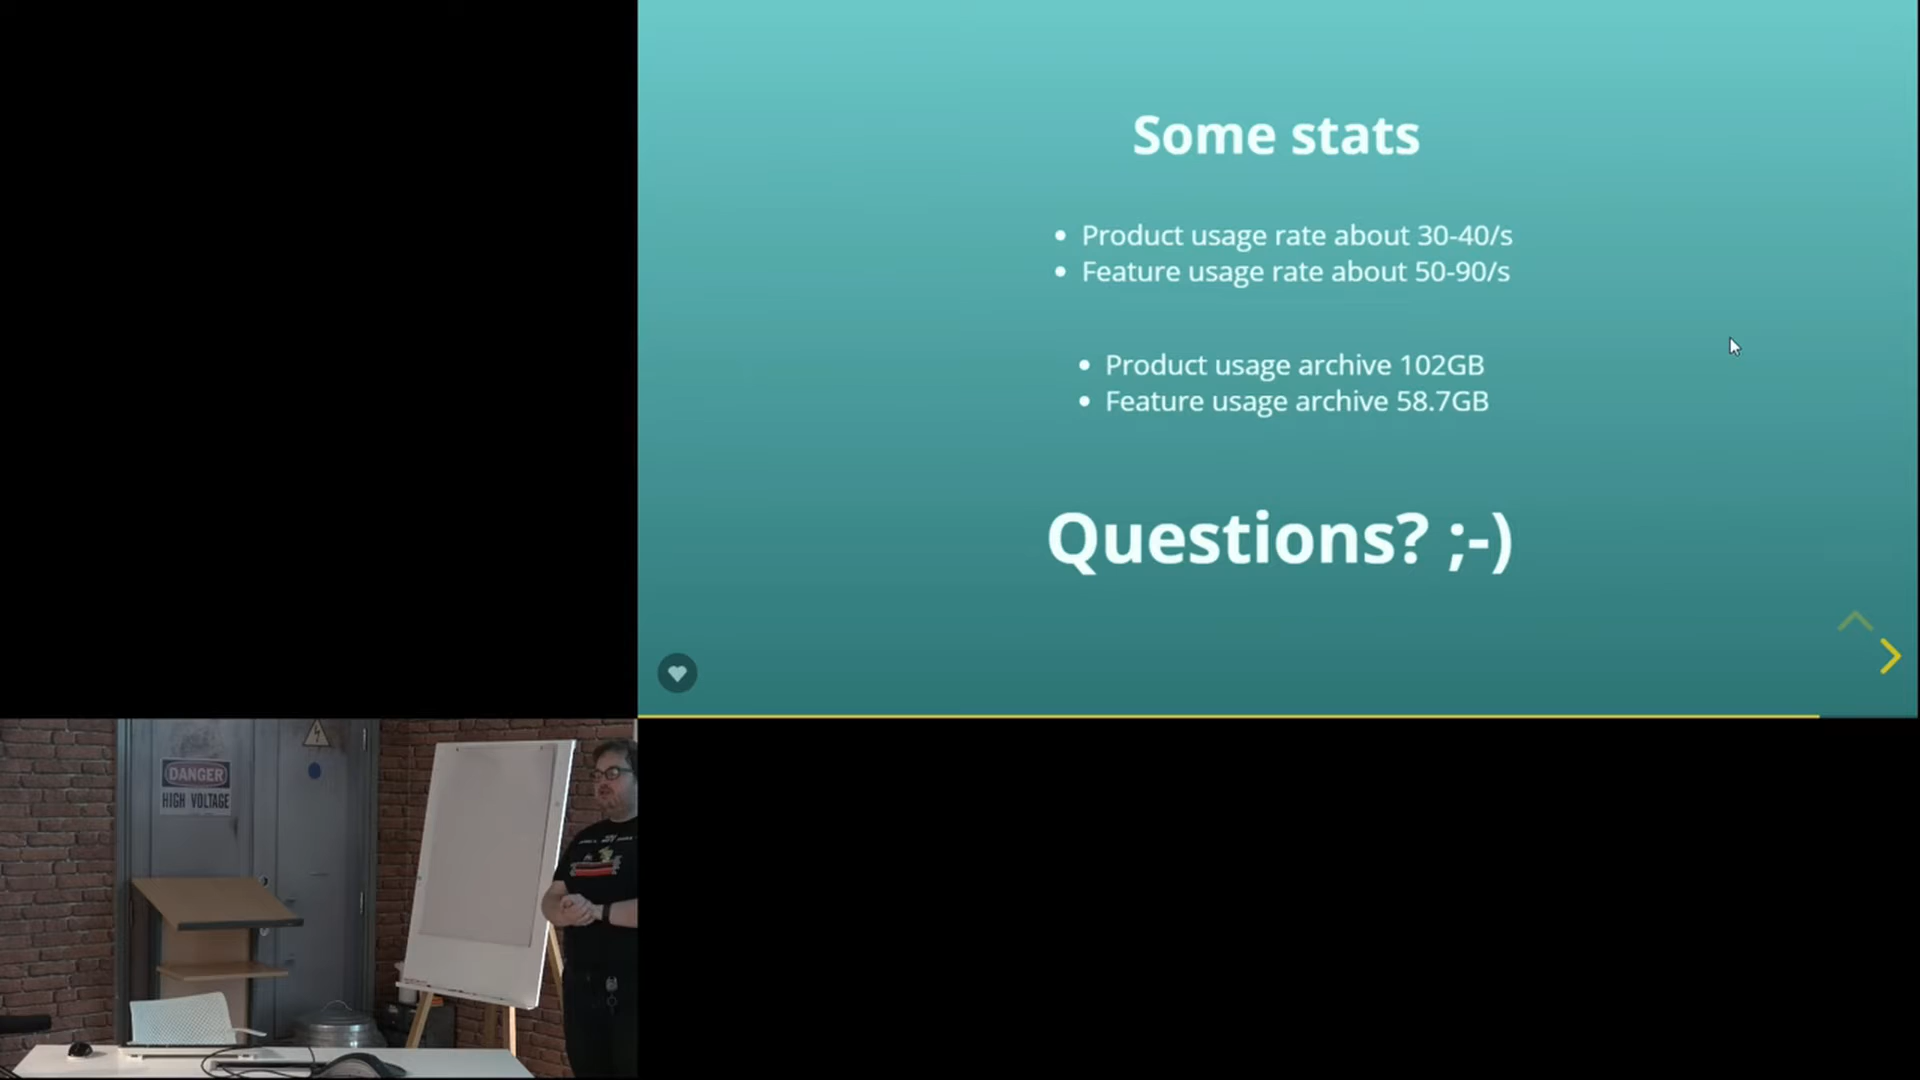 Some stats
Product usage rate about 30-40/s
Feature usage rate about 50-90/s
Product usage archive 102GB
Feature usage archive 58.7GB
Questions? ;-)
DANGER
HIGH VOLTAGE